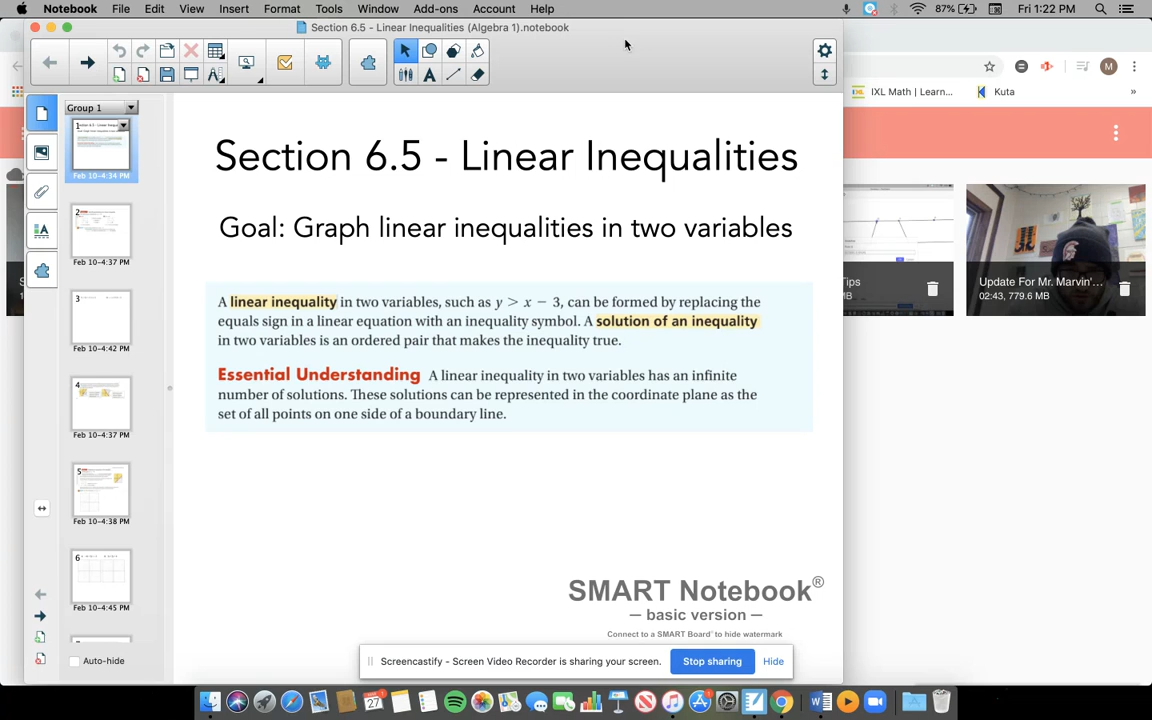 Notebook File Edit View Insert Format Tools Window Add-ons Account Help 87% Fri 1:22 PM
Section 6.5 - Linear Inequalities (Algebra 1).notebook
IXL Math | Learn...
Kuta
»
M
Group 1
1
Feb 10-4:34 PM
2
Feb 10-4:37 PM
3
Feb 10-4:42 PM
4
Feb 10-4:37 PM
5
Feb 10-4:38 PM
6
Feb 10-4:45 PM
Auto-hide
Section 6.5 - Linear Inequalities
Goal: Graph linear inequalities in two variables
A linear inequality in two variables, such as y > x − 3, can be formed by replacing the
equals sign in a linear equation with an inequality symbol. A solution of an inequality
in two variables is an ordered pair that makes the inequality true.
Essential Understanding A linear inequality in two variables has an infinite
number of solutions. These solutions can be represented in the coordinate plane as the
set of all points on one side of a boundary line.
SMART Notebook®
— basic version —
Connect to a SMART Board® to hide watermark
Tips
MB
Update For Mr. Marvin'...
02:43, 779.6 MB
Screencastify - Screen Video Recorder is sharing your screen.
Stop sharing
Hide
27